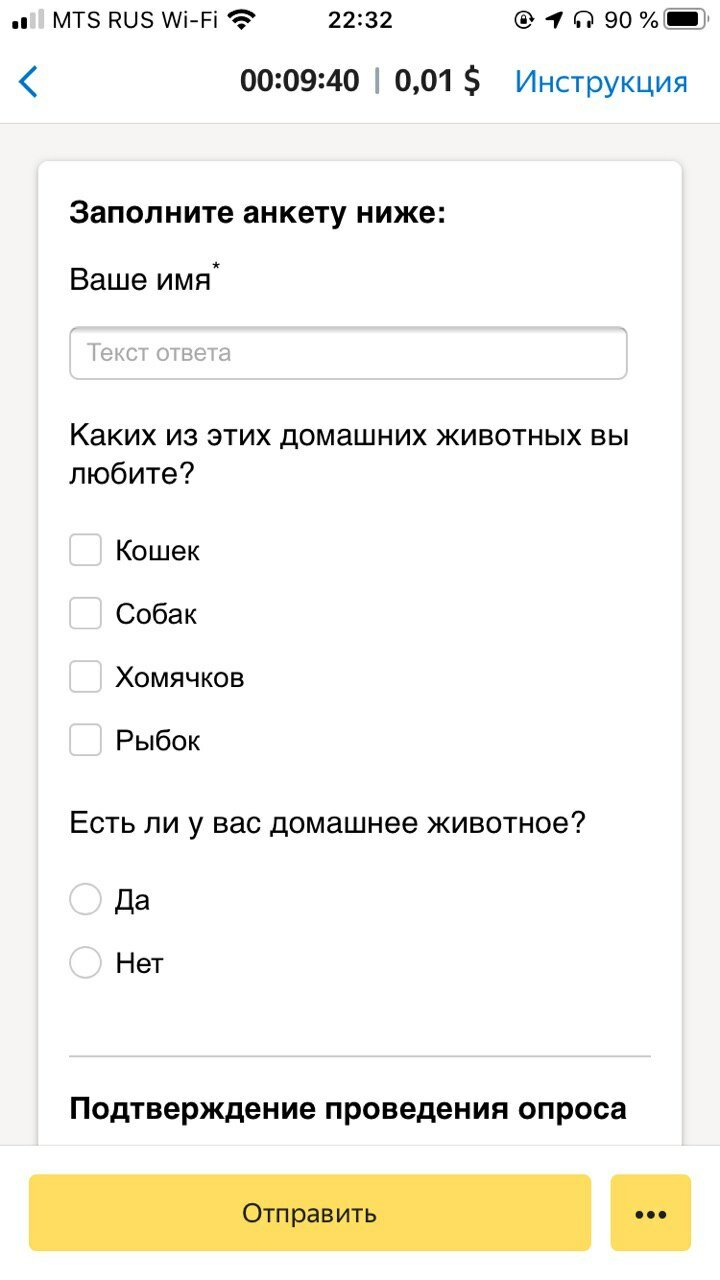 MTS RUS Wi-Fi 22:32 90 %
00:09:40 | 0,01 $ Инструкция
Заполните анкету ниже:
Ваше имя*
Текст ответа
Каких из этих домашних животных вы
любите?
Кошек
Собак
Хомячков
Рыбок
Есть ли у вас домашнее животное?
Да
Нет
Подтверждение проведения опроса
Отправить